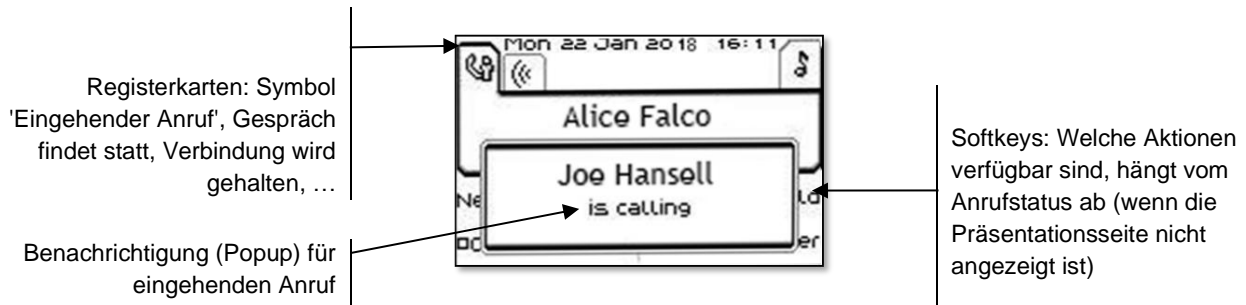 Mon 22 Jan 2018 16:11
Alice Falco
Joe Hansell
is calling
Registerkarten: Symbol
'Eingehender Anruf', Gespräch
findet statt, Verbindung wird
gehalten, …
Benachrichtigung (Popup) für
eingehenden Anruf
Softkeys: Welche Aktionen
verfügbar sind, hängt vom
Anrufstatus ab (wenn die
Präsentationsseite nicht
angezeigt ist)